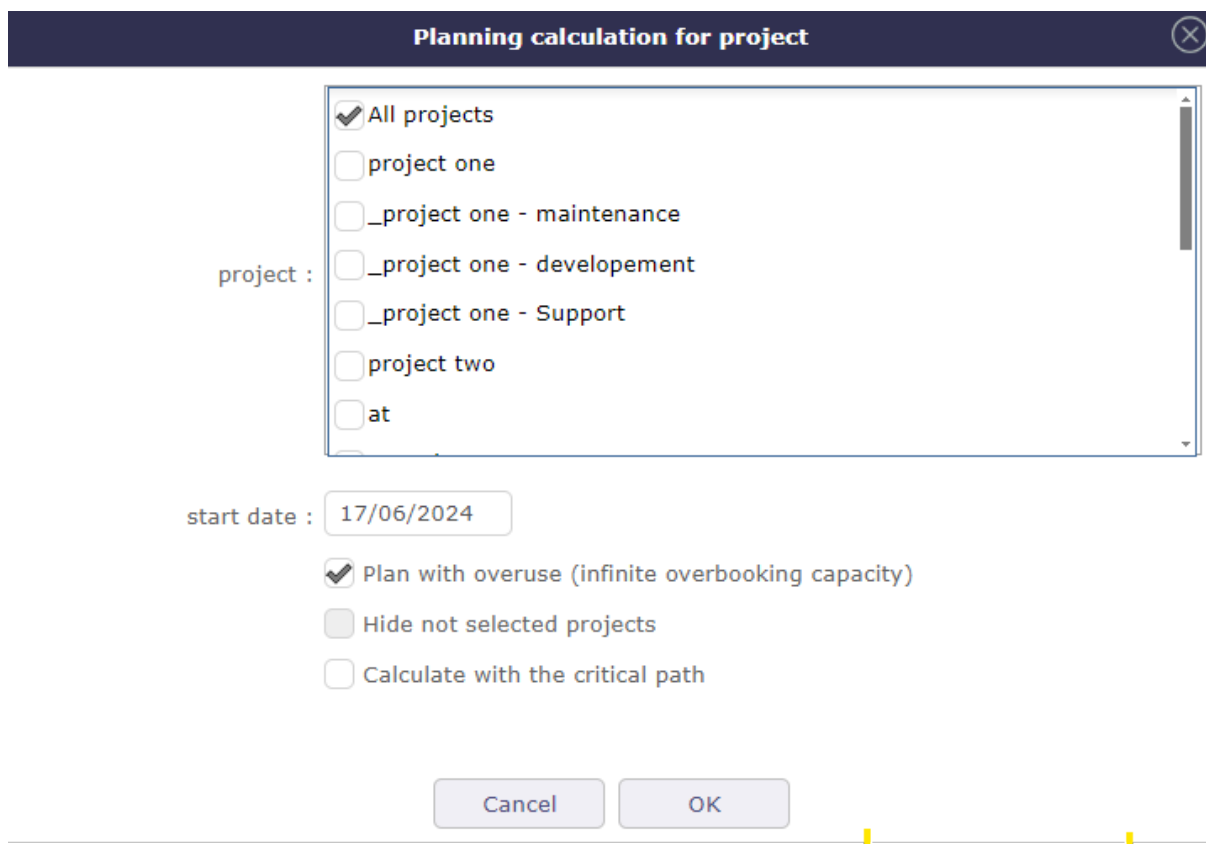 Planning calculation for project
All projects
project one
_project one - maintenance
project :
_project one - developement
_project one - Support
project two
at
start date : 17/06/2024
Plan with overuse (infinite overbooking capacity)
Hide not selected projects
Calculate with the critical path
Cancel OK